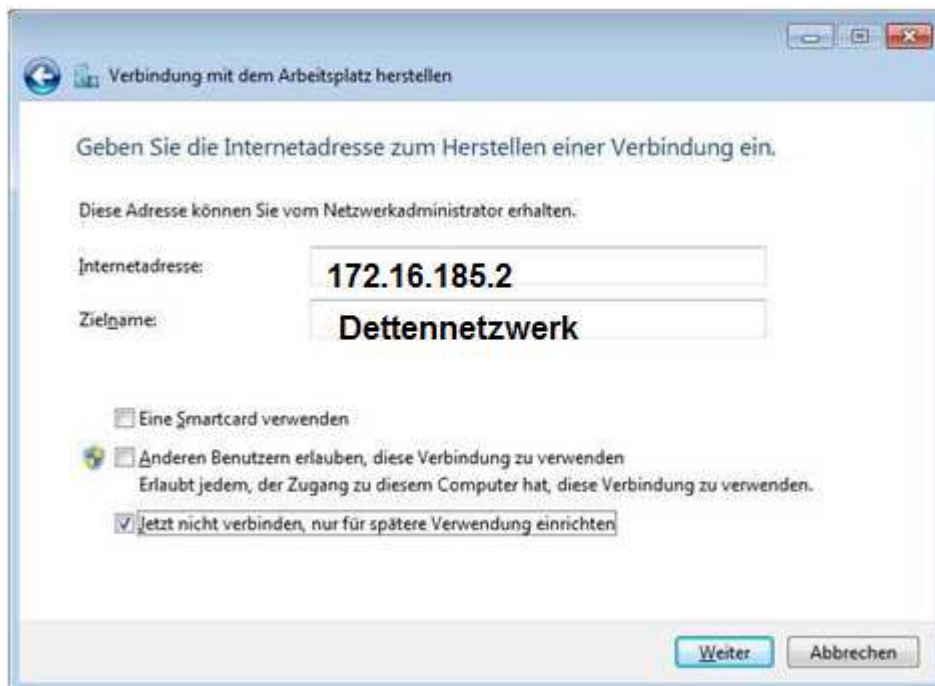 Verbindung mit dem Arbeitsplatz herstellen
Geben Sie die Internetadresse zum Herstellen einer Verbindung ein.
Diese Adresse können Sie vom Netzwerkadministrator erhalten.
Internetadresse: 172.16.185.2
Zielname: Dettennetzwerk
Eine Smartcard verwenden
Anderen Benutzern erlauben, diese Verbindung zu verwenden
Erlaubt jedem, der Zugang zu diesem Computer hat, diese Verbindung zu verwenden.
Jetzt nicht verbinden, nur für spätere Verwendung einrichten
Weiter Abbrechen